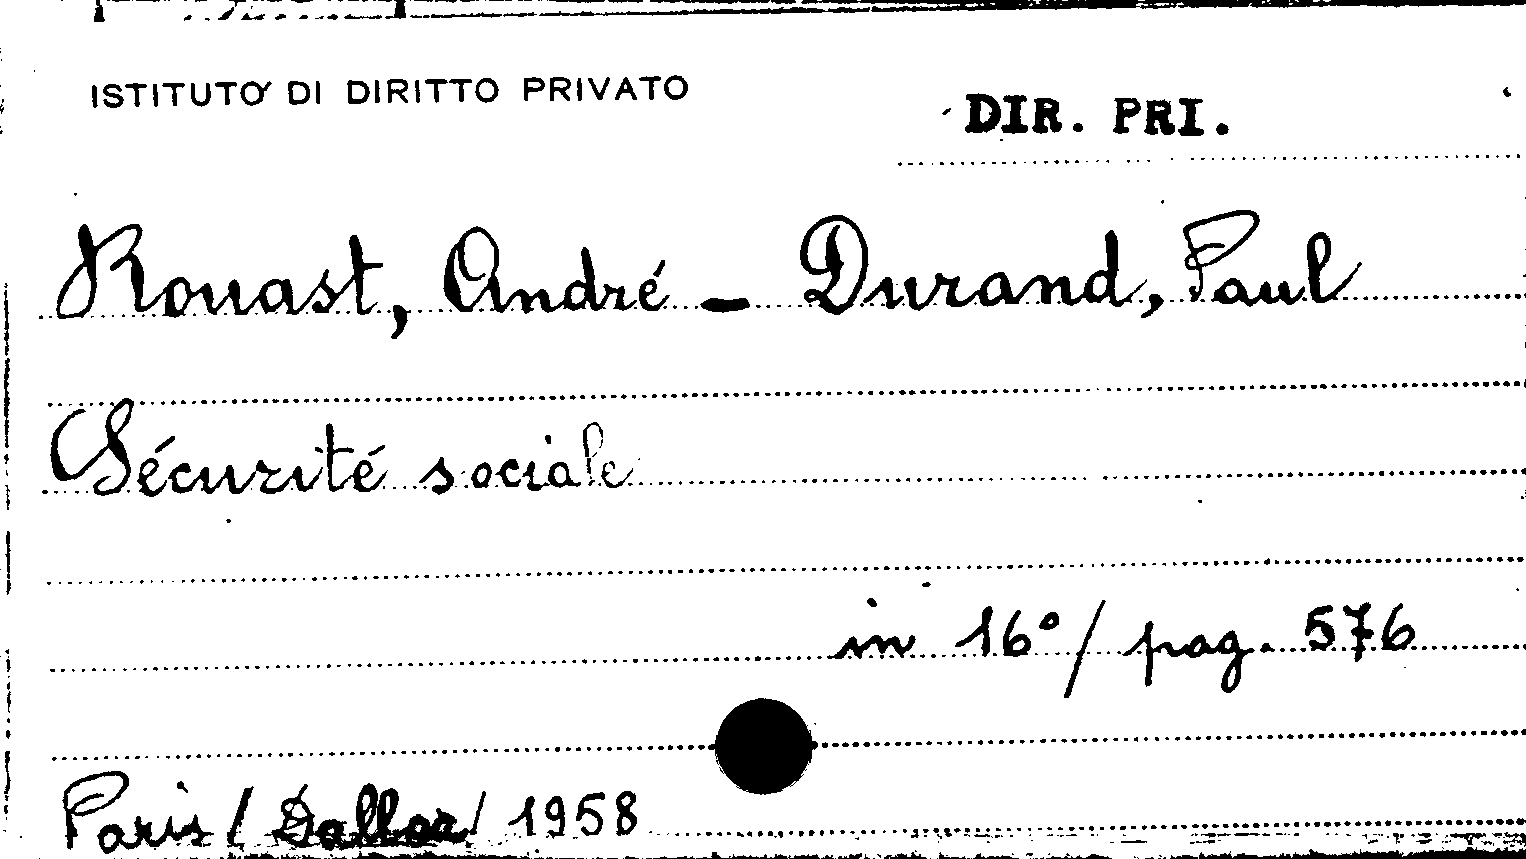 ISTITUTO DI DIRITTO PRIVATO
DIR. PRI.
Rouast, André - Durand, Paul
Sécurité sociale
in 16°/ pag. 576
Paris / Dalloz / 1958